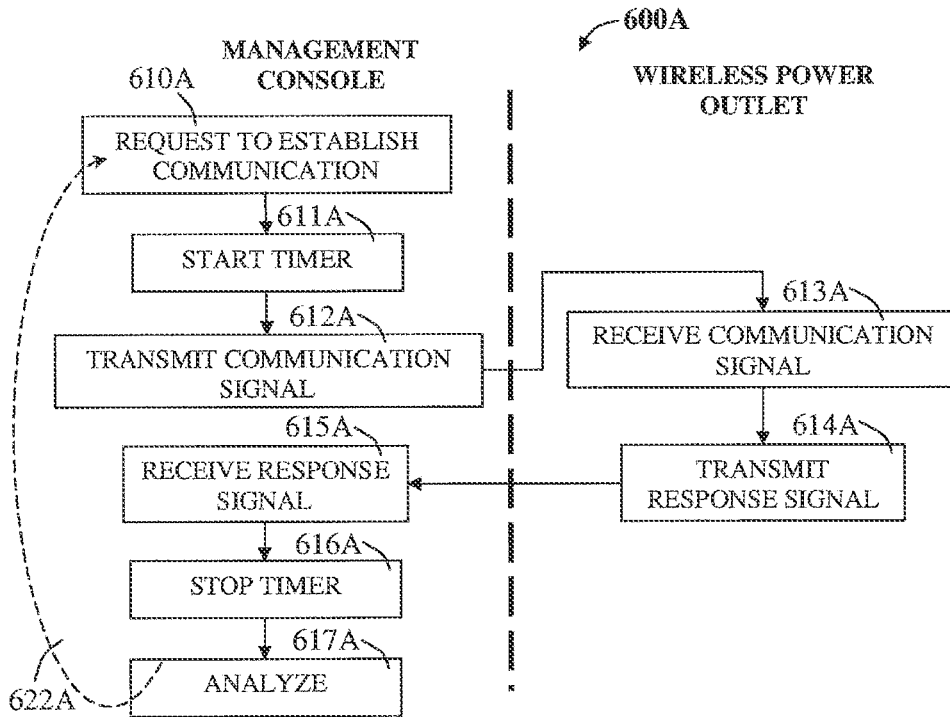 600A
MANAGEMENT
CONSOLE
WIRELESS POWER
OUTLET
610A
REQUEST TO ESTABLISH
COMMUNICATION
611A
START TIMER
612A
TRANSMIT COMMUNICATION
SIGNAL
613A
RECEIVE COMMUNICATION
SIGNAL
614A
TRANSMIT
RESPONSE SIGNAL
615A
RECEIVE RESPONSE
SIGNAL
616A
STOP TIMER
617A
ANALYZE
622A